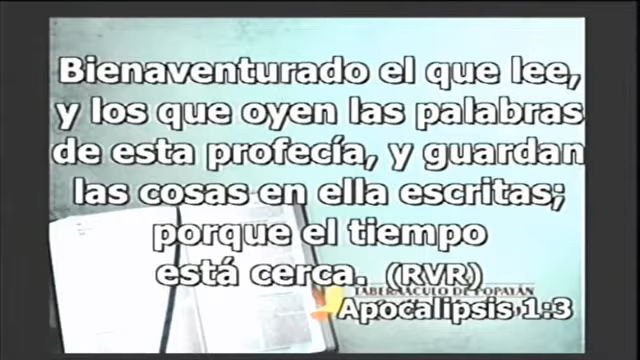 Bienaventurado el que lee,
y los que oyen las palabras
de esta profecía, y guardan
las cosas en ella escritas;
porque el tiempo
está cerca. (RVR)
TABERNÁCULO DE POPAYÁN
Apocalipsis 1:3